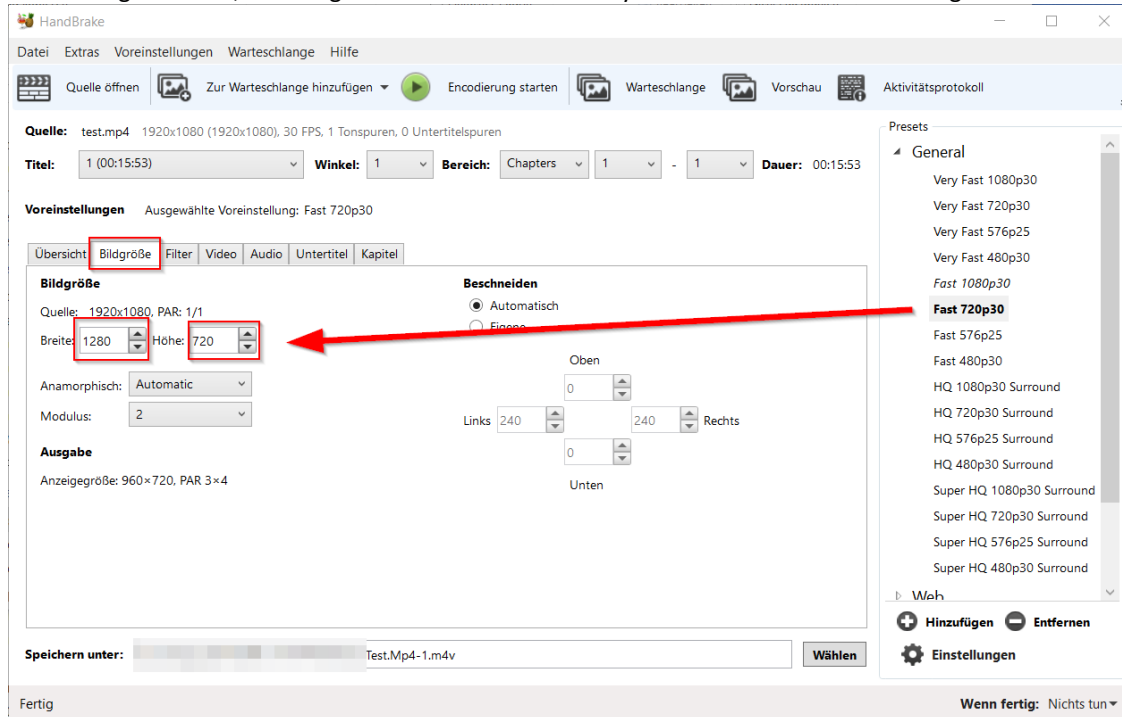 HandBrake
Datei Extras Voreinstellungen Warteschlange Hilfe
Quelle öffnen Zur Warteschlange hinzufügen Encodierung starten Warteschlange Vorschau Aktivitätsprotokoll
Quelle: test.mp4 1920x1080 (1920x1080), 30 FPS, 1 Tonspuren, 0 Untertitelspuren
Titel: 1 (00:15:53) Winkel: 1 Bereich: Chapters 1 - 1 Dauer: 00:15:53
Voreinstellungen Ausgewählte Voreinstellung: Fast 720p30
Übersicht Bildgröße Filter Video Audio Untertitel Kapitel
Bildgröße
Quelle: 1920x1080, PAR: 1/1
Breite: 1280 Höhe: 720
Anamorphisch: Automatic
Modulus: 2
Ausgabe
Anzeigegröße: 960×720, PAR 3×4
Beschneiden
Automatisch
Eigene
Oben
0
Links 240 240 Rechts
0
Unten
Presets
General
Very Fast 1080p30
Very Fast 720p30
Very Fast 576p25
Very Fast 480p30
Fast 1080p30
Fast 720p30
Fast 576p25
Fast 480p30
HQ 1080p30 Surround
HQ 720p30 Surround
HQ 576p25 Surround
HQ 480p30 Surround
Super HQ 1080p30 Surround
Super HQ 720p30 Surround
Super HQ 576p25 Surround
Super HQ 480p30 Surround
Web
Hinzufügen Entfernen
Einstellungen
Speichern unter: Test.Mp4-1.m4v Wählen
Fertig Wenn fertig: Nichts tun